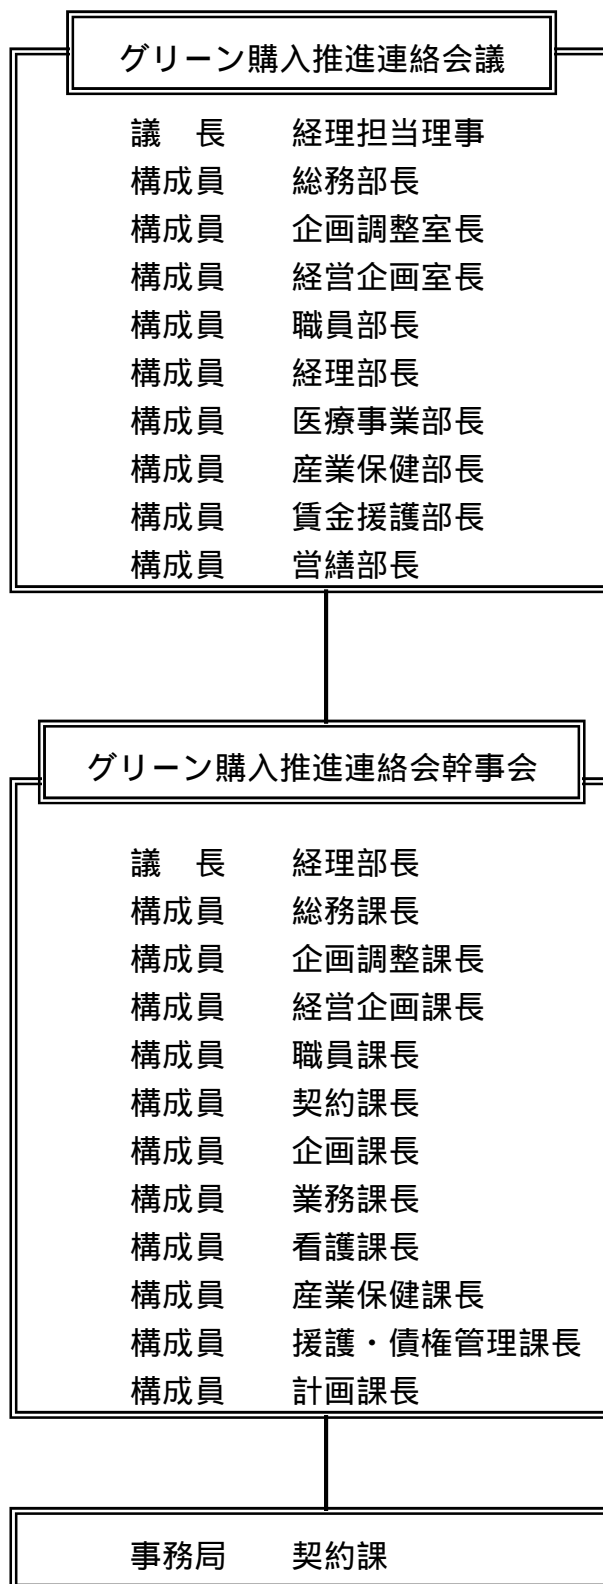 グリーン購入推進連絡会議
議　長　　経理担当理事
構成員　　総務部長
構成員　　企画調整室長
構成員　　経営企画室長
構成員　　職員部長
構成員　　経理部長
構成員　　医療事業部長
構成員　　産業保健部長
構成員　　賃金援護部長
構成員　　営繕部長
グリーン購入推進連絡会幹事会
議　長　　経理部長
構成員　　総務課長
構成員　　企画調整課長
構成員　　経営企画課長
構成員　　職員課長
構成員　　契約課長
構成員　　企画課長
構成員　　業務課長
構成員　　看護課長
構成員　　産業保健課長
構成員　　援護・債権管理課長
構成員　　計画課長
事務局　　契約課